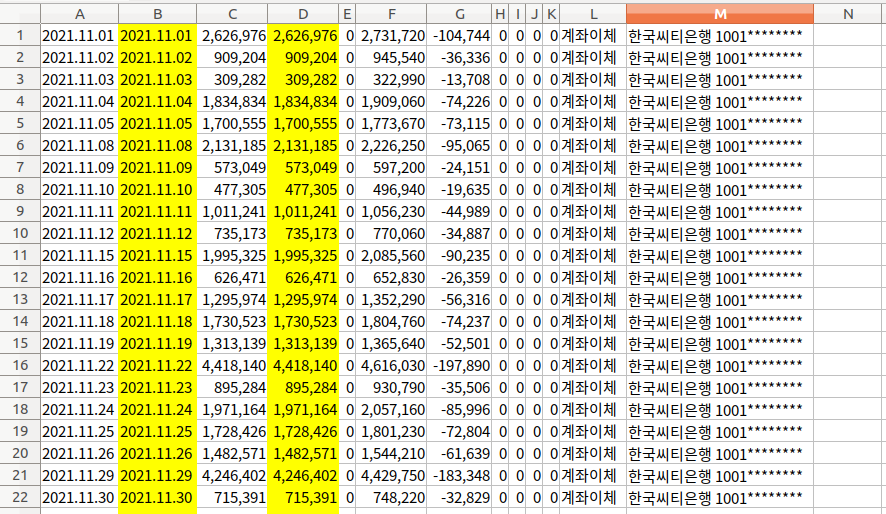 A B C D E F G H I J K L M N
1 2021.11.01 2021.11.01 2,626,976 2,626,976 0 2,731,720 -104,744 0 0 0 0 계좌이체 한국씨티은행 1001********
2 2021.11.02 2021.11.02 909,204 909,204 0 945,540 -36,336 0 0 0 0 계좌이체 한국씨티은행 1001********
3 2021.11.03 2021.11.03 309,282 309,282 0 322,990 -13,708 0 0 0 0 계좌이체 한국씨티은행 1001********
4 2021.11.04 2021.11.04 1,834,834 1,834,834 0 1,909,060 -74,226 0 0 0 0 계좌이체 한국씨티은행 1001********
5 2021.11.05 2021.11.05 1,700,555 1,700,555 0 1,773,670 -73,115 0 0 0 0 계좌이체 한국씨티은행 1001********
6 2021.11.08 2021.11.08 2,131,185 2,131,185 0 2,226,250 -95,065 0 0 0 0 계좌이체 한국씨티은행 1001********
7 2021.11.09 2021.11.09 573,049 573,049 0 597,200 -24,151 0 0 0 0 계좌이체 한국씨티은행 1001********
8 2021.11.10 2021.11.10 477,305 477,305 0 496,940 -19,635 0 0 0 0 계좌이체 한국씨티은행 1001********
9 2021.11.11 2021.11.11 1,011,241 1,011,241 0 1,056,230 -44,989 0 0 0 0 계좌이체 한국씨티은행 1001********
10 2021.11.12 2021.11.12 735,173 735,173 0 770,060 -34,887 0 0 0 0 계좌이체 한국씨티은행 1001********
11 2021.11.15 2021.11.15 1,995,325 1,995,325 0 2,085,560 -90,235 0 0 0 0 계좌이체 한국씨티은행 1001********
12 2021.11.16 2021.11.16 626,471 626,471 0 652,830 -26,359 0 0 0 0 계좌이체 한국씨티은행 1001********
13 2021.11.17 2021.11.17 1,295,974 1,295,974 0 1,352,290 -56,316 0 0 0 0 계좌이체 한국씨티은행 1001********
14 2021.11.18 2021.11.18 1,730,523 1,730,523 0 1,804,760 -74,237 0 0 0 0 계좌이체 한국씨티은행 1001********
15 2021.11.19 2021.11.19 1,313,139 1,313,139 0 1,365,640 -52,501 0 0 0 0 계좌이체 한국씨티은행 1001********
16 2021.11.22 2021.11.22 4,418,140 4,418,140 0 4,616,030 -197,890 0 0 0 0 계좌이체 한국씨티은행 1001********
17 2021.11.23 2021.11.23 895,284 895,284 0 930,790 -35,506 0 0 0 0 계좌이체 한국씨티은행 1001********
18 2021.11.24 2021.11.24 1,971,164 1,971,164 0 2,057,160 -85,996 0 0 0 0 계좌이체 한국씨티은행 1001********
19 2021.11.25 2021.11.25 1,728,426 1,728,426 0 1,801,230 -72,804 0 0 0 0 계좌이체 한국씨티은행 1001********
20 2021.11.26 2021.11.26 1,482,571 1,482,571 0 1,544,210 -61,639 0 0 0 0 계좌이체 한국씨티은행 1001********
21 2021.11.29 2021.11.29 4,246,402 4,246,402 0 4,429,750 -183,348 0 0 0 0 계좌이체 한국씨티은행 1001********
22 2021.11.30 2021.11.30 715,391 715,391 0 748,220 -32,829 0 0 0 0 계좌이체 한국씨티은행 1001********